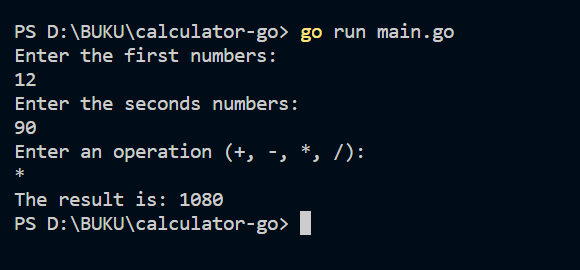 PS D:\BUKU\calculator-go> go run main.go
Enter the first numbers:
12
Enter the seconds numbers:
90
Enter an operation (+, -, *, /):
*
The result is: 1080
PS D:\BUKU\calculator-go>